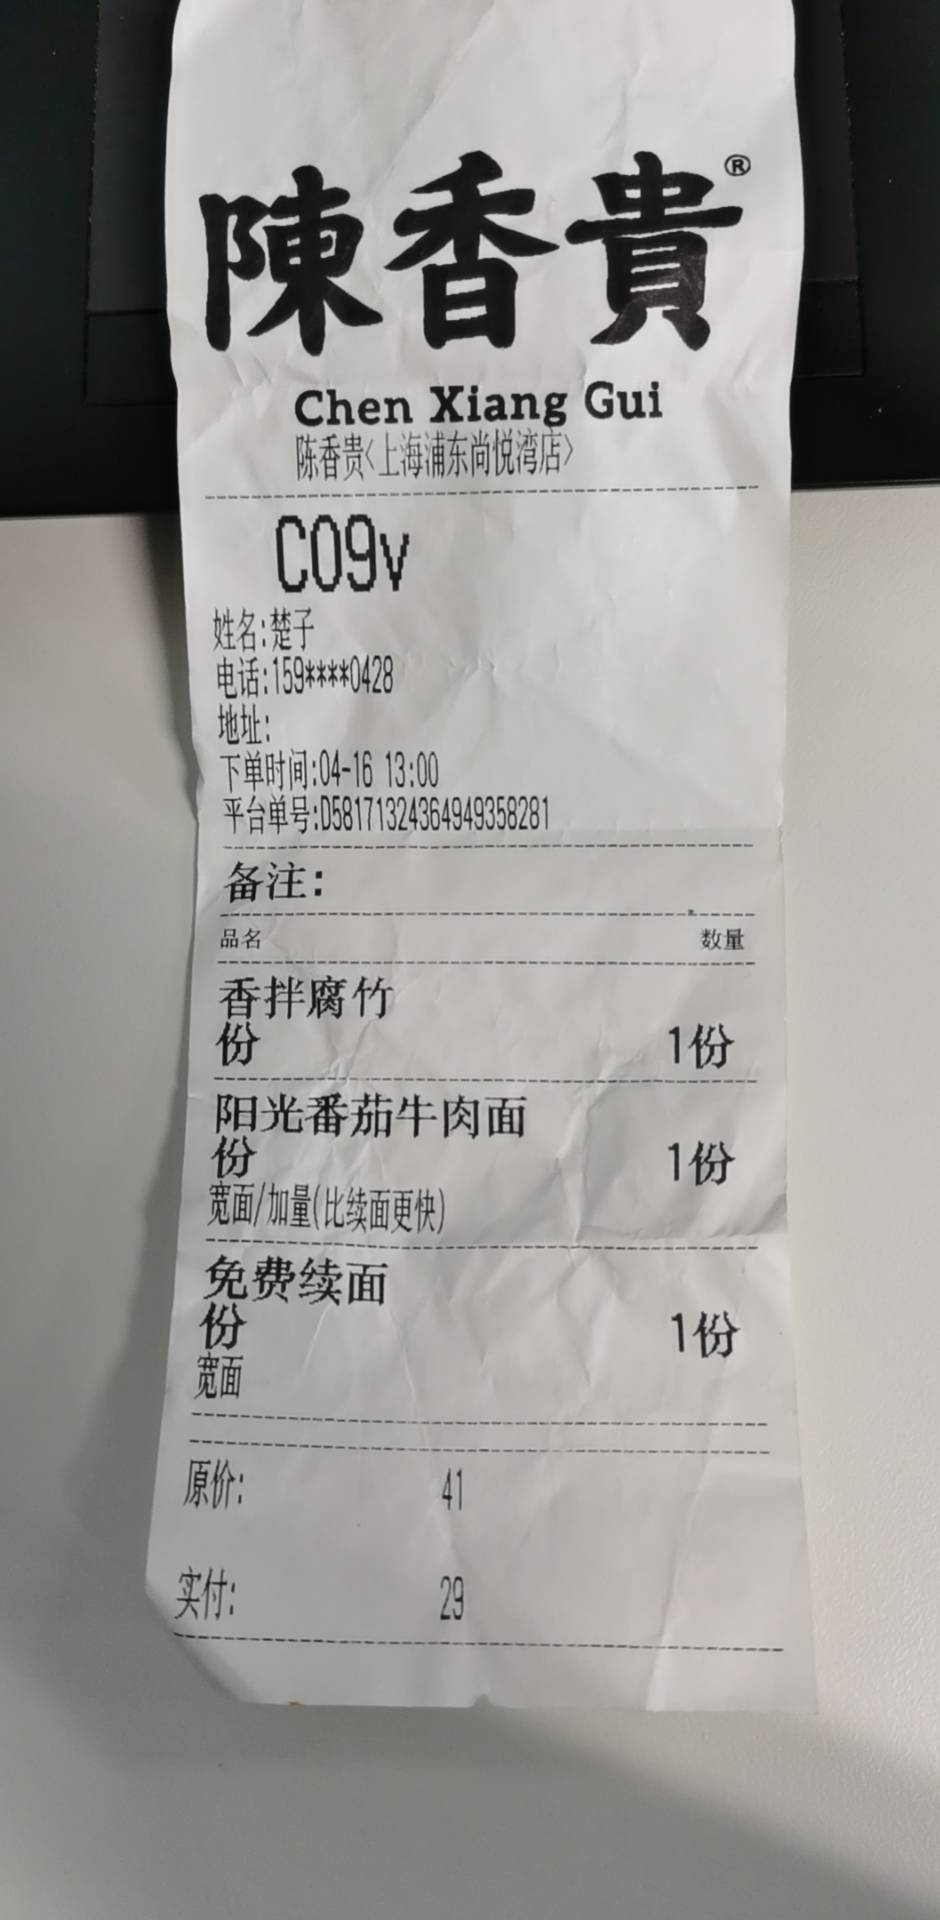 陳香貴®
Chen Xiang Gui
陈香贵<上海浦东尚悦湾店>
C09v
姓名:楚子
电话:159****0428
地址:
下单时间:04-16 13:00
平台单号:D581713243649493​58281
备注:
品名 数量
香拌腐竹
份 1份
阳光番茄牛肉面
份 1份
宽面/加量(比续面更快)
免费续面
份 1份
宽面
原价: 41
实付: 29